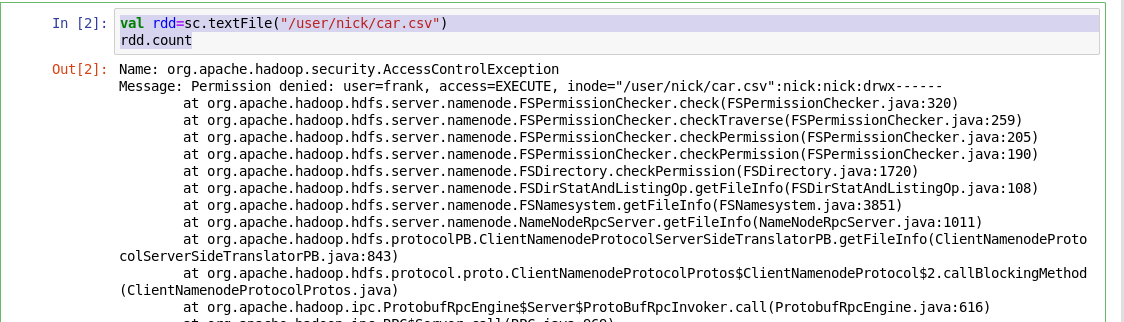 In [2]: val rdd=sc.textFile("/user/nick/car.csv")
rdd.count
Out[2]: Name: org.apache.hadoop.security.AccessControlException
Message: Permission denied: user=frank, access=EXECUTE, inode="/user/nick/car.csv":nick:nick:drwx------
at org.apache.hadoop.hdfs.server.namenode.FSPermissionChecker.check(FSPermissionChecker.java:320)
at org.apache.hadoop.hdfs.server.namenode.FSPermissionChecker.checkTraverse(FSPermissionChecker.java:259)
at org.apache.hadoop.hdfs.server.namenode.FSPermissionChecker.checkPermission(FSPermissionChecker.java:205)
at org.apache.hadoop.hdfs.server.namenode.FSPermissionChecker.checkPermission(FSPermissionChecker.java:190)
at org.apache.hadoop.hdfs.server.namenode.FSDirectory.checkPermission(FSDirectory.java:1720)
at org.apache.hadoop.hdfs.server.namenode.FSDirStatAndListingOp.getFileInfo(FSDirStatAndListingOp.java:108)
at org.apache.hadoop.hdfs.server.namenode.FSNamesystem.getFileInfo(FSNamesystem.java:3851)
at org.apache.hadoop.hdfs.server.namenode.NameNodeRpcServer.getFileInfo(NameNodeRpcServer.java:1011)
at org.apache.hadoop.hdfs.protocolPB.ClientNamenodeProtocolServerSideTranslatorPB.getFileInfo(ClientNamenodeProto
colServerSideTranslatorPB.java:843)
at org.apache.hadoop.hdfs.protocol.proto.ClientNamenodeProtocolProtos$ClientNamenodeProtocol$2.callBlockingMethod
(ClientNamenodeProtocolProtos.java)
at org.apache.hadoop.ipc.ProtobufRpcEngine$Server$ProtoBufRpcInvoker.call(ProtobufRpcEngine.java:616)